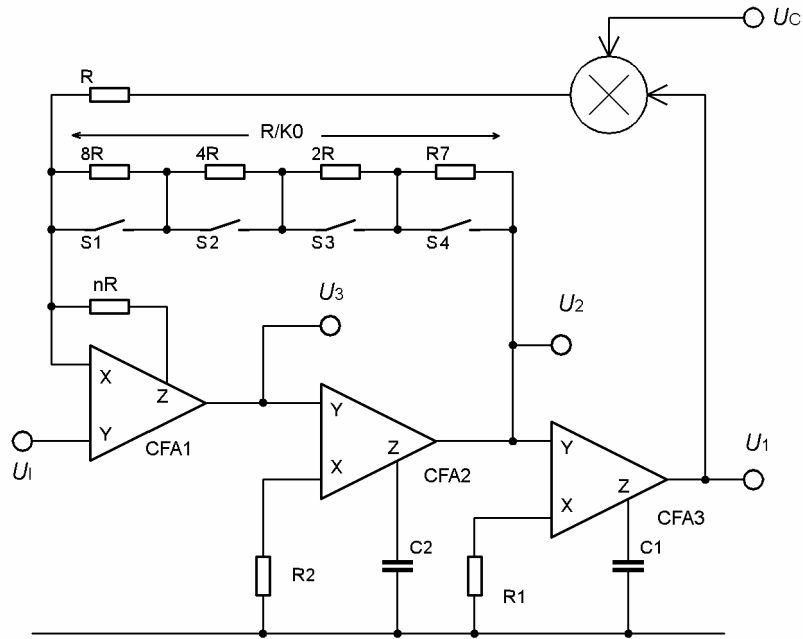 UC
R
R/K0
8R
4R
2R
R7
S1
S2
S3
S4
nR
U3
U2
X
Z
Y
CFA1
UI
Y
Z
X
CFA2
Y
Z
X
CFA3
U1
R2
C2
R1
C1